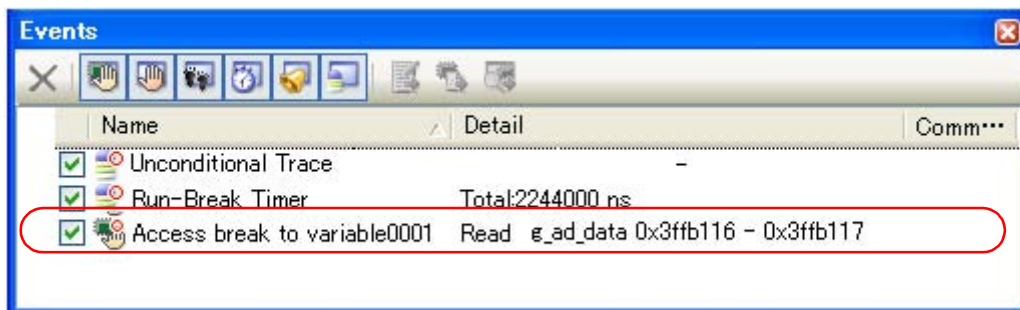 Events
Name Detail Comm…
Unconditional Trace -
Run-Break Timer Total:2244000 ns
Access break to variable0001 Read g_ad_data 0x3ffb116 - 0x3ffb117